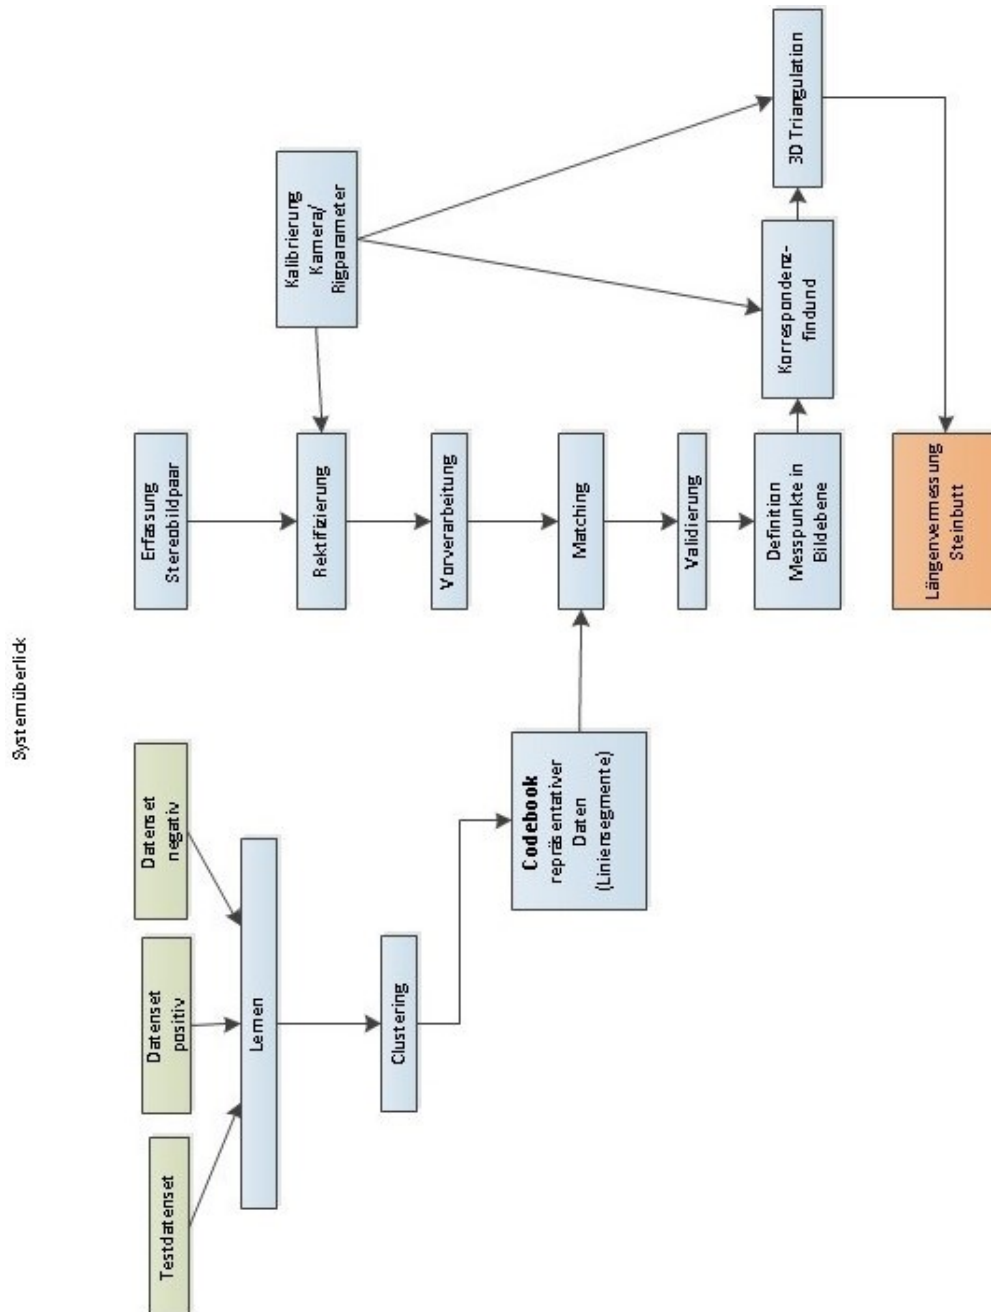 Systemüberlick
Testdatenset
Datenset
positiv
Datenset
negativ
Erfassung
Stereobildpaar
Lernen
Kalibrierung
Kamera/
Rigparameter
Rektifizierung
Clustering
Vorverarbeitung
Codebook
repräsentativer
Daten
(Liniensegmente)
Matching
Validierung
Definition
Messpunkte in
Bildebene
Korrespondenz-
findund
3D Triangulation
Längenvermessung
Steinbutt